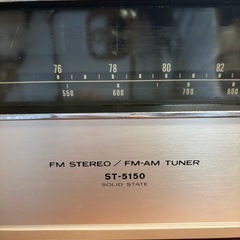 76 78 80 82
550 600 700 800
FM STEREO / FM-AM TUNER
ST-5150
SOLID STATE